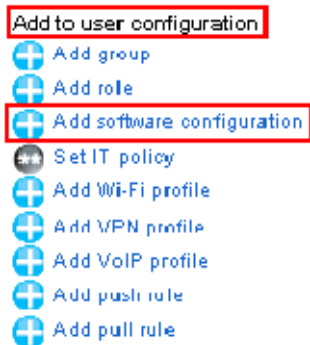 Add to user configuration
Add group
Add role
Add software configuration
** Set IT policy
Add Wi-Fi profile
Add VPN profile
Add VoIP profile
Add push rule
Add pull rule